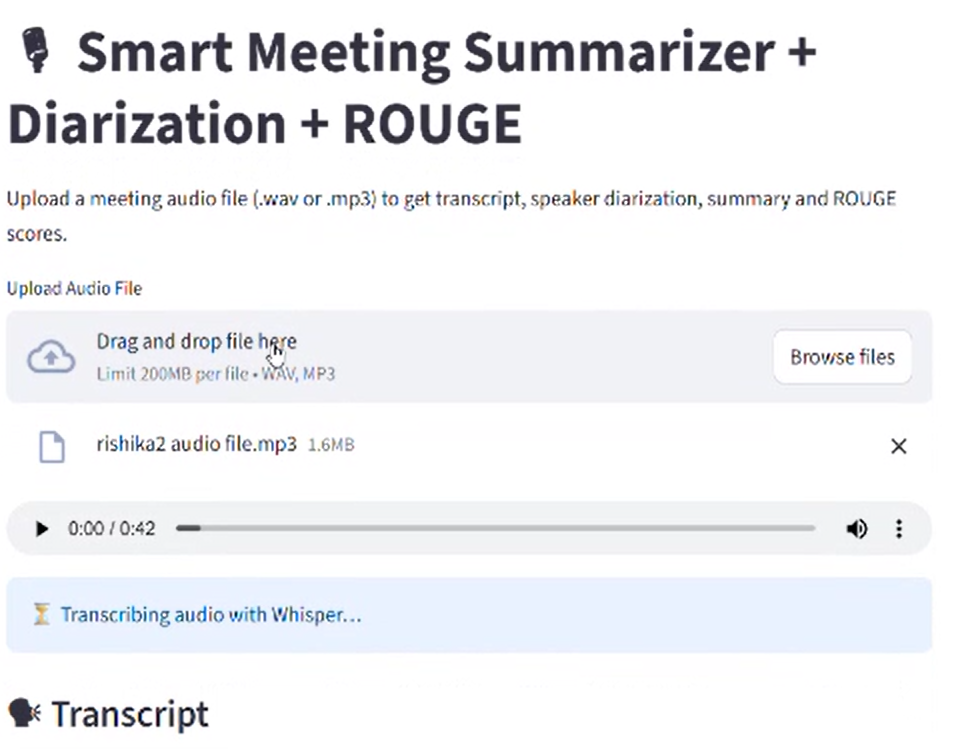 Smart Meeting Summarizer +
Diarization + ROUGE
Upload a meeting audio file (.wav or .mp3) to get transcript, speaker diarization, summary and ROUGE
scores.
Upload Audio File
Drag and drop file here
Limit 200MB per file • WAV, MP3
Browse files
rishika2 audio file.mp3 1.6MB
0:00 / 0:42
Transcribing audio with Whisper...
Transcript